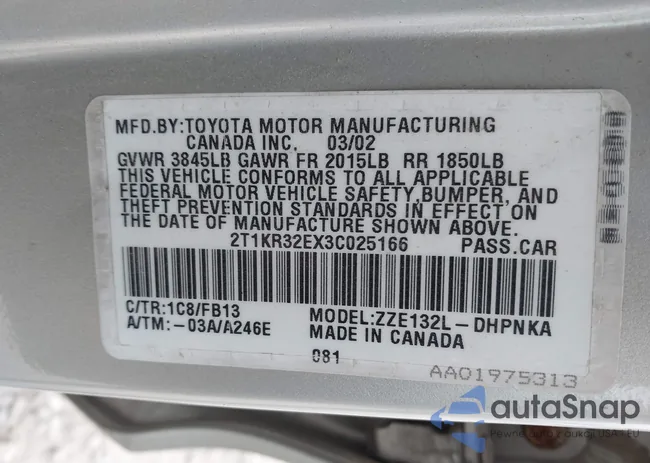 MFD.BY:TOYOTA MOTOR MANUFACTURING
CANADA INC. 03/02
GVWR 3845LB GAWR FR 2015LB RR 1850LB
THIS VEHICLE CONFORMS TO ALL APPLICABLE
FEDERAL MOTOR VEHICLE SAFETY,BUMPER, AND
THEFT PREVENTION STANDARDS IN EFFECT ON
THE DATE OF MANUFACTURE SHOWN ABOVE.
2T1KR32EX3C025166 PASS.CAR
C/TR:1C8/FB13 MODEL:ZZE132L-DHPNKA
A/TM:-03A/A246E MADE IN CANADA
081
AA01975313
autoSnap